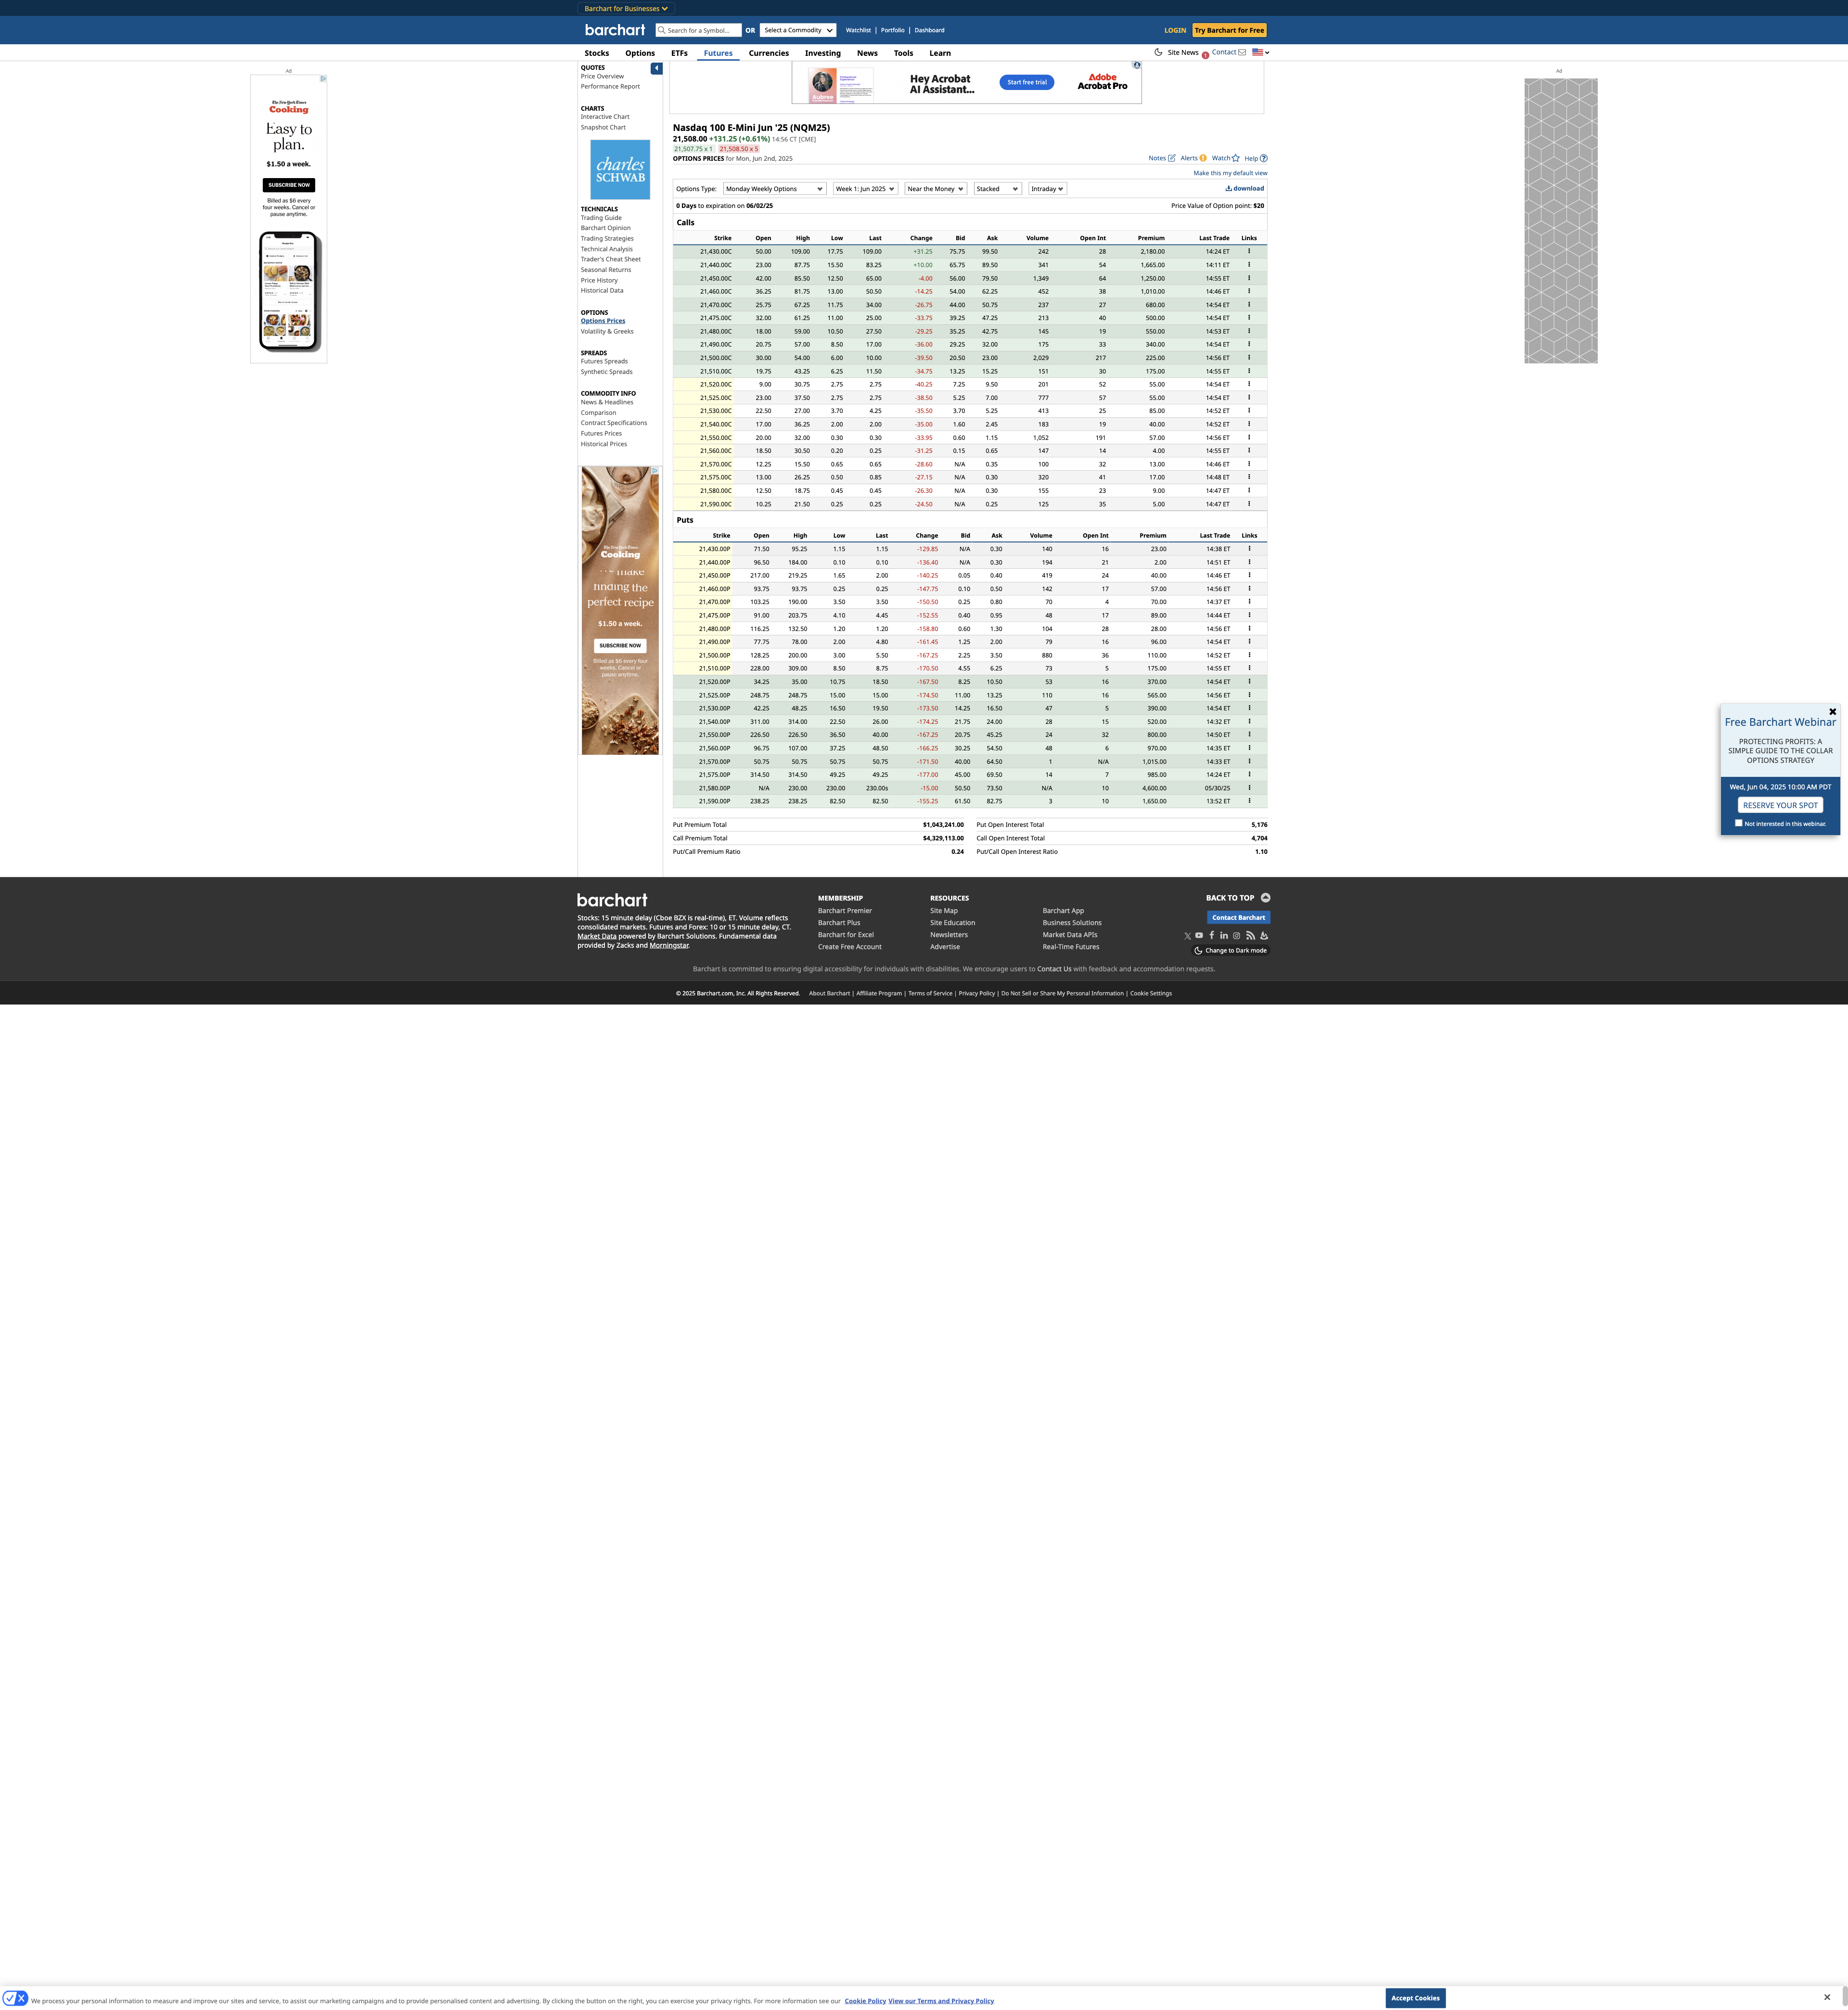 Barchart for Businesses
barchart Search for a Symbol... OR Select a Commodity Watchlist | Portfolio | Dashboard LOGIN Try Barchart for Free
Stocks Options ETFs Futures Currencies Investing News Tools Learn Site News 1 Contact
Ad
The New York Times
Cooking
Easy to
plan.
$1.50 a week.
SUBSCRIBE NOW
Billed as $6 every
four weeks. Cancel or
pause anytime.
Ad
QUOTES
Price Overview
Performance Report
CHARTS
Interactive Chart
Snapshot Chart
charles
SCHWAB
TECHNICALS
Trading Guide
Barchart Opinion
Trading Strategies
Technical Analysis
Trader's Cheat Sheet
Seasonal Returns
Price History
Historical Data
OPTIONS
Options Prices
Volatility & Greeks
SPREADS
Futures Spreads
Synthetic Spreads
COMMODITY INFO
News & Headlines
Comparison
Contract Specifications
Futures Prices
Historical Prices
The New York Times
Cooking
finding the
perfect recipe
$1.50 a week.
SUBSCRIBE NOW
Billed as $6 every four
weeks. Cancel or
pause anytime.
Hey Acrobat
AI Assistant...
Start free trial
Adobe
Acrobat Pro
Nasdaq 100 E-Mini Jun '25 (NQM25)
21,508.00 +131.25 (+0.61%) 14:56 CT [CME]
21,507.75 x 1 21,508.50 x 5
OPTIONS PRICES for Mon, Jun 2nd, 2025 Notes Alerts Watch Help
Make this my default view
Options Type: Monday Weekly Options Week 1: Jun 2025 Near the Money Stacked Intraday download
0 Days to expiration on 06/02/25 Price Value of Option point: $20
Calls
Strike Open High Low Last Change Bid Ask Volume Open Int Premium Last Trade Links
21,430.00C 50.00 109.00 17.75 109.00 +31.25 75.75 99.50 242 28 2,180.00 14:24 ET
21,440.00C 23.00 87.75 15.50 83.25 +10.00 65.75 89.50 341 54 1,665.00 14:11 ET
21,450.00C 42.00 85.50 12.50 65.00 -4.00 56.00 79.50 1,349 64 1,250.00 14:55 ET
21,460.00C 36.25 81.75 13.00 50.50 -14.25 54.00 62.25 452 38 1,010.00 14:46 ET
21,470.00C 25.75 67.25 11.75 34.00 -26.75 44.00 50.75 237 27 680.00 14:54 ET
21,475.00C 32.00 61.25 11.00 25.00 -33.75 39.25 47.25 213 40 500.00 14:54 ET
21,480.00C 18.00 59.00 10.50 27.50 -29.25 35.25 42.75 145 19 550.00 14:53 ET
21,490.00C 20.75 57.00 8.50 17.00 -36.00 29.25 32.00 175 33 340.00 14:54 ET
21,500.00C 30.00 54.00 6.00 10.00 -39.50 20.50 23.00 2,029 217 225.00 14:56 ET
21,510.00C 19.75 43.25 6.25 11.50 -34.75 13.25 15.25 151 30 175.00 14:55 ET
21,520.00C 9.00 30.75 2.75 2.75 -40.25 7.25 9.50 201 52 55.00 14:54 ET
21,525.00C 23.00 37.50 2.75 2.75 -38.50 5.25 7.00 777 57 55.00 14:54 ET
21,530.00C 22.50 27.00 3.70 4.25 -35.50 3.70 5.25 413 25 85.00 14:52 ET
21,540.00C 17.00 36.25 2.00 2.00 -35.00 1.60 2.45 183 19 40.00 14:52 ET
21,550.00C 20.00 32.00 0.30 0.30 -33.95 0.60 1.15 1,052 191 57.00 14:56 ET
21,560.00C 18.50 30.50 0.20 0.25 -31.25 0.15 0.65 147 14 4.00 14:55 ET
21,570.00C 12.25 15.50 0.65 0.65 -28.60 N/A 0.35 100 32 13.00 14:46 ET
21,575.00C 13.00 26.25 0.50 0.85 -27.15 N/A 0.30 320 41 17.00 14:48 ET
21,580.00C 12.50 18.75 0.45 0.45 -26.30 N/A 0.30 155 23 9.00 14:47 ET
21,590.00C 10.25 21.50 0.25 0.25 -24.50 N/A 0.25 125 35 5.00 14:47 ET
Puts
Strike Open High Low Last Change Bid Ask Volume Open Int Premium Last Trade Links
21,430.00P 71.50 95.25 1.15 1.15 -129.85 N/A 0.30 140 16 23.00 14:38 ET
21,440.00P 96.50 184.00 0.10 0.10 -136.40 N/A 0.30 194 21 2.00 14:51 ET
21,450.00P 217.00 219.25 1.65 2.00 -140.25 0.05 0.40 419 24 40.00 14:46 ET
21,460.00P 93.75 93.75 0.25 0.25 -147.75 0.10 0.50 142 17 57.00 14:56 ET
21,470.00P 103.25 190.00 3.50 3.50 -150.50 0.25 0.80 70 4 70.00 14:37 ET
21,475.00P 91.00 203.75 4.10 4.45 -152.55 0.40 0.95 48 17 89.00 14:44 ET
21,480.00P 116.25 132.50 1.20 1.20 -158.80 0.60 1.30 104 28 28.00 14:56 ET
21,490.00P 77.75 78.00 2.00 4.80 -161.45 1.25 2.00 79 16 96.00 14:54 ET
21,500.00P 128.25 200.00 3.00 5.50 -167.25 2.25 3.50 880 36 110.00 14:52 ET
21,510.00P 228.00 309.00 8.50 8.75 -170.50 4.55 6.25 73 5 175.00 14:55 ET
21,520.00P 34.25 35.00 10.75 18.50 -167.50 8.25 10.50 53 16 370.00 14:54 ET
21,525.00P 248.75 248.75 15.00 15.00 -174.50 11.00 13.25 110 16 565.00 14:56 ET
21,530.00P 42.25 48.25 16.50 19.50 -173.50 14.25 16.50 47 5 390.00 14:54 ET
21,540.00P 311.00 314.00 22.50 26.00 -174.25 21.75 24.00 28 15 520.00 14:32 ET
21,550.00P 226.50 226.50 36.50 40.00 -167.25 20.75 45.25 24 32 800.00 14:50 ET
21,560.00P 96.75 107.00 37.25 48.50 -166.25 30.25 54.50 48 6 970.00 14:35 ET
21,570.00P 50.75 50.75 50.75 50.75 -171.50 40.00 64.50 1 N/A 1,015.00 14:33 ET
21,575.00P 314.50 314.50 49.25 49.25 -177.00 45.00 69.50 14 7 985.00 14:24 ET
21,580.00P N/A 230.00 230.00 230.00s -15.00 50.50 73.50 N/A 10 4,600.00 05/30/25
21,590.00P 238.25 238.25 82.50 82.50 -155.25 61.50 82.75 3 10 1,650.00 13:52 ET
Put Premium Total $1,043,241.00 Put Open Interest Total 5,176
Call Premium Total $4,329,113.00 Call Open Interest Total 4,704
Put/Call Premium Ratio 0.24 Put/Call Open Interest Ratio 1.10
Free Barchart Webinar
PROTECTING PROFITS: A
SIMPLE GUIDE TO THE COLLAR
OPTIONS STRATEGY
Wed, Jun 04, 2025 10:00 AM PDT
RESERVE YOUR SPOT
Not interested in this webinar.
barchart
Stocks: 15 minute delay (Cboe BZX is real-time), ET. Volume reflects
consolidated markets. Futures and Forex: 10 or 15 minute delay, CT.
Market Data powered by Barchart Solutions. Fundamental data
provided by Zacks and Morningstar.
MEMBERSHIP
Barchart Premier
Barchart Plus
Barchart for Excel
Create Free Account
RESOURCES
Site Map
Site Education
Newsletters
Advertise
Barchart App
Business Solutions
Market Data APIs
Real-Time Futures
BACK TO TOP
Contact Barchart
Change to Dark mode
Barchart is committed to ensuring digital accessibility for individuals with disabilities. We encourage users to Contact Us with feedback and accommodation requests.
© 2025 Barchart.com, Inc. All Rights Reserved. About Barchart | Affiliate Program | Terms of Service | Privacy Policy | Do Not Sell or Share My Personal Information | Cookie Settings
We process your personal information to measure and improve our sites and service, to assist our marketing campaigns and to provide personalised content and advertising. By clicking the button on the right, you can exercise your privacy rights. For more information see our Cookie Policy View our Terms and Privacy Policy
Accept Cookies